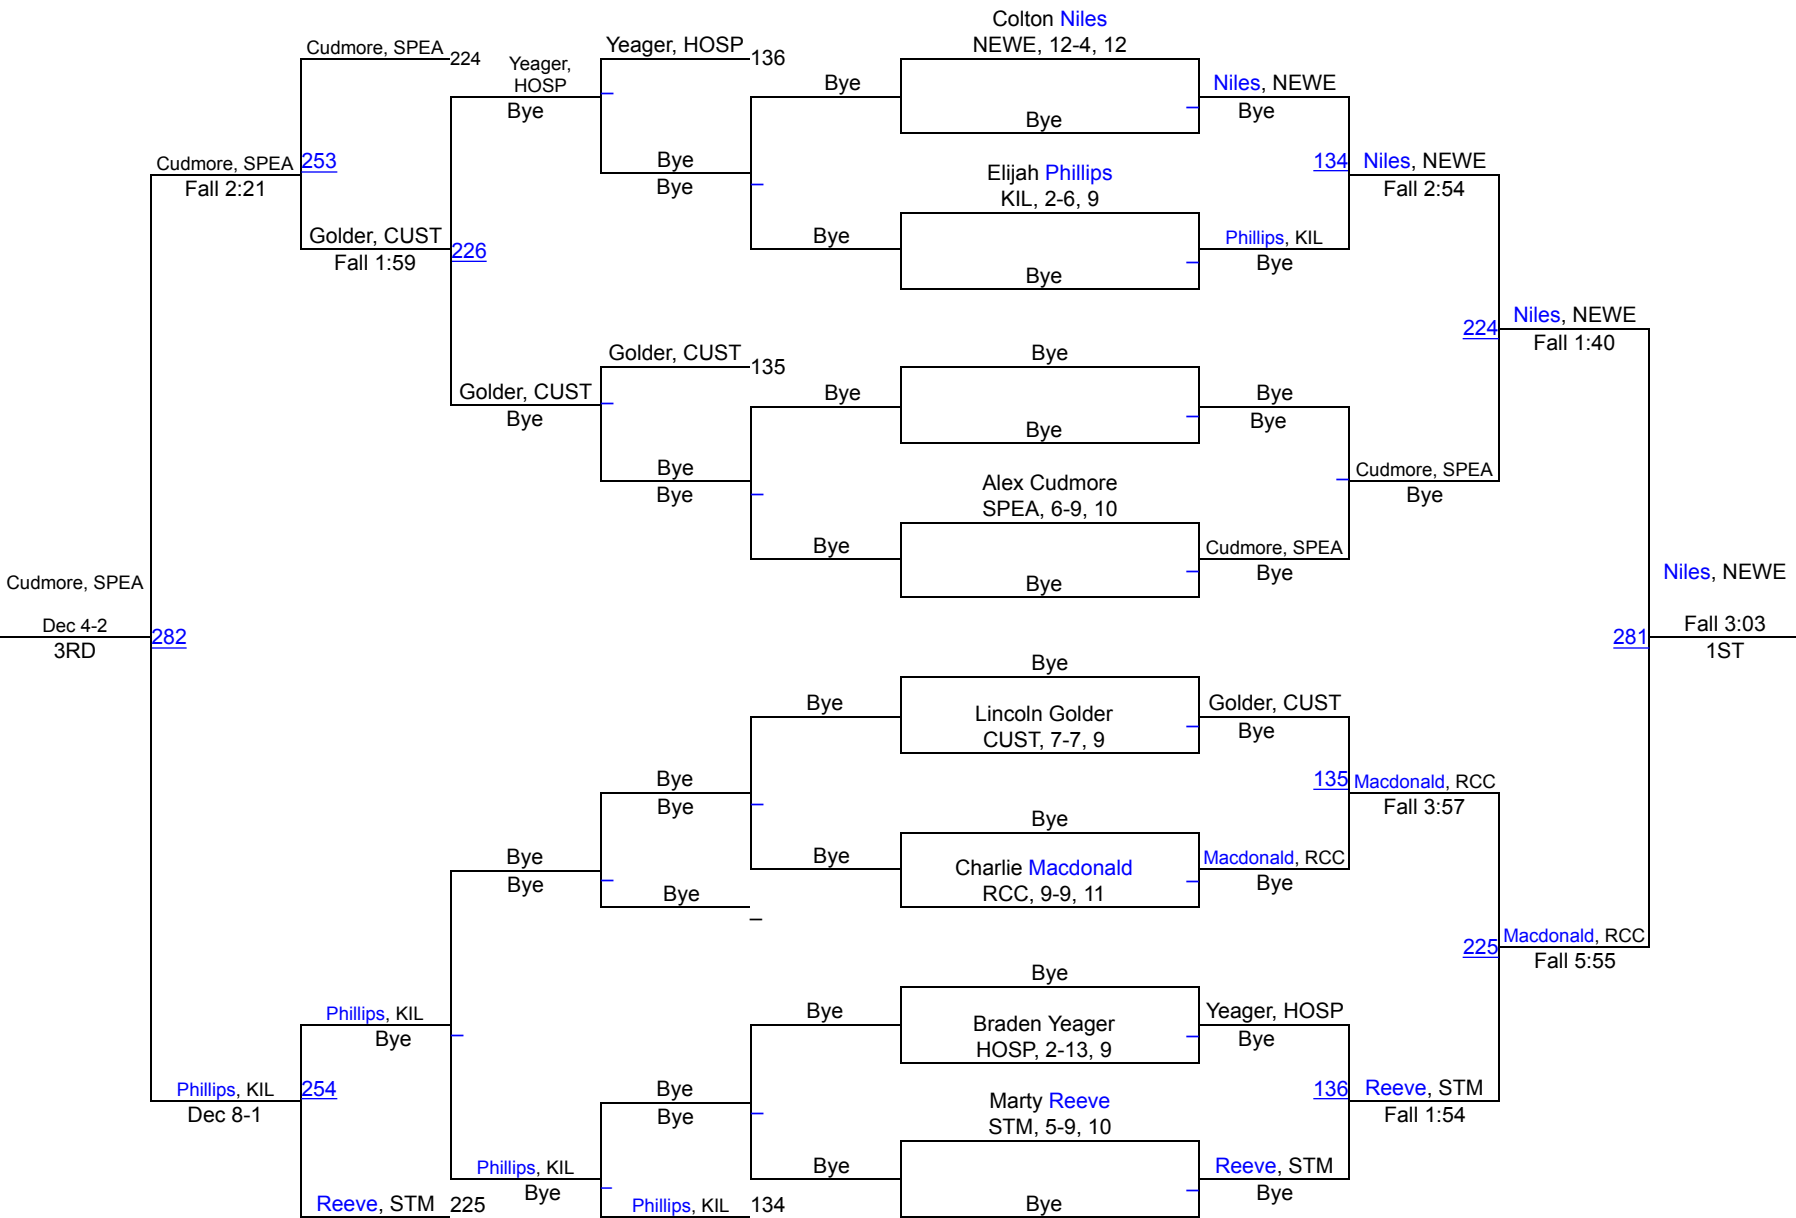 Colton Niles
NEWE, 12-4, 12
Cudmore, SPEA
224
Yeager,
HOSP
Bye
Yeager, HOSP
136
Bye
Bye
Niles, NEWE
Bye
Cudmore, SPEA
253
Fall 2:21
Bye
Bye
Elijah Phillips
KIL, 2-6, 9
134
Niles, NEWE
Fall 2:54
Golder, CUST
226
Fall 1:59
Bye
Bye
Phillips, KIL
Bye
224
Niles, NEWE
Fall 1:40
Golder, CUST
135
Bye
Golder, CUST
Bye
Bye
Bye
Bye
Bye
Bye
Bye
Alex Cudmore
SPEA, 6-9, 10
Cudmore, SPEA
Bye
Bye
Bye
Cudmore, SPEA
Bye
Cudmore, SPEA
Dec 4-2
3RD
282
Niles, NEWE
281
Fall 3:03
1ST
Bye
Bye
Lincoln Golder
CUST, 7-7, 9
Golder, CUST
Bye
Bye
Bye
135
Macdonald, RCC
Fall 3:57
Bye
Bye
Bye
Bye
Bye
Charlie Macdonald
RCC, 9-9, 11
Macdonald, RCC
Bye
225
Macdonald, RCC
Fall 5:55
Bye
Phillips, KIL
Bye
Bye
Braden Yeager
HOSP, 2-13, 9
Yeager, HOSP
Bye
Phillips, KIL
254
Dec 8-1
Bye
Bye
Marty Reeve
STM, 5-9, 10
136
Reeve, STM
Fall 1:54
Phillips, KIL
Bye
Bye
Reeve, STM
Bye
Reeve, STM
225
Phillips, KIL
134
Bye